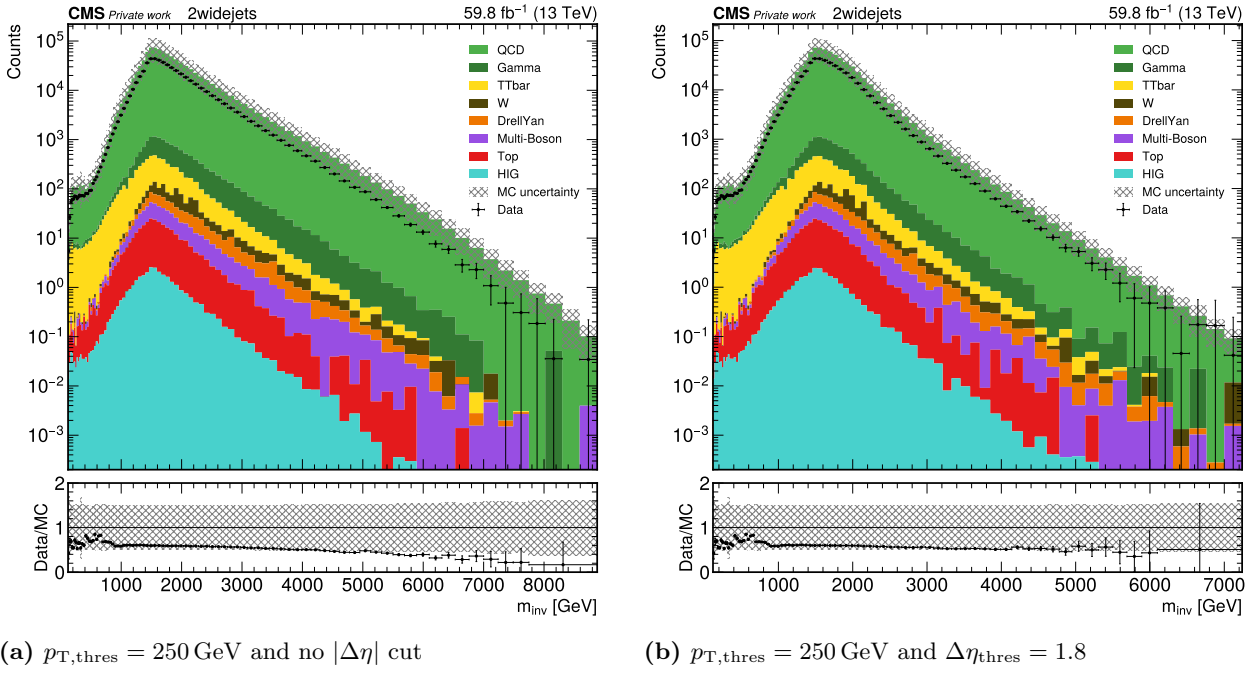 CMS Private work 2widejets 59.8 fb⁻¹ (13 TeV)
Counts
10⁵
10⁴
10³
10²
10¹
10⁰
10⁻¹
10⁻²
10⁻³
QCD
Gamma
TTbar
W
DrellYan
Multi-Boson
Top
HIG
MC uncertainty
Data
Data/MC
2
1
0
1000 2000 3000 4000 5000 6000 7000 8000
m_inv [GeV]
(a) p_T,thres = 250 GeV and no |Δη| cut
CMS Private work 2widejets 59.8 fb⁻¹ (13 TeV)
Counts
10⁵
10⁴
10³
10²
10¹
10⁰
10⁻¹
10⁻²
10⁻³
QCD
Gamma
TTbar
W
DrellYan
Multi-Boson
Top
HIG
MC uncertainty
Data
Data/MC
2
1
0
1000 2000 3000 4000 5000 6000 7000
m_inv [GeV]
(b) p_T,thres = 250 GeV and Δη_thres = 1.8